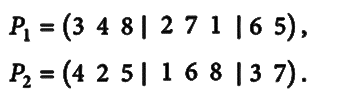 P₁ = (3 4 8 | 2 7 1 | 6 5) ,
P₂ = (4 2 5 | 1 6 8 | 3 7) .